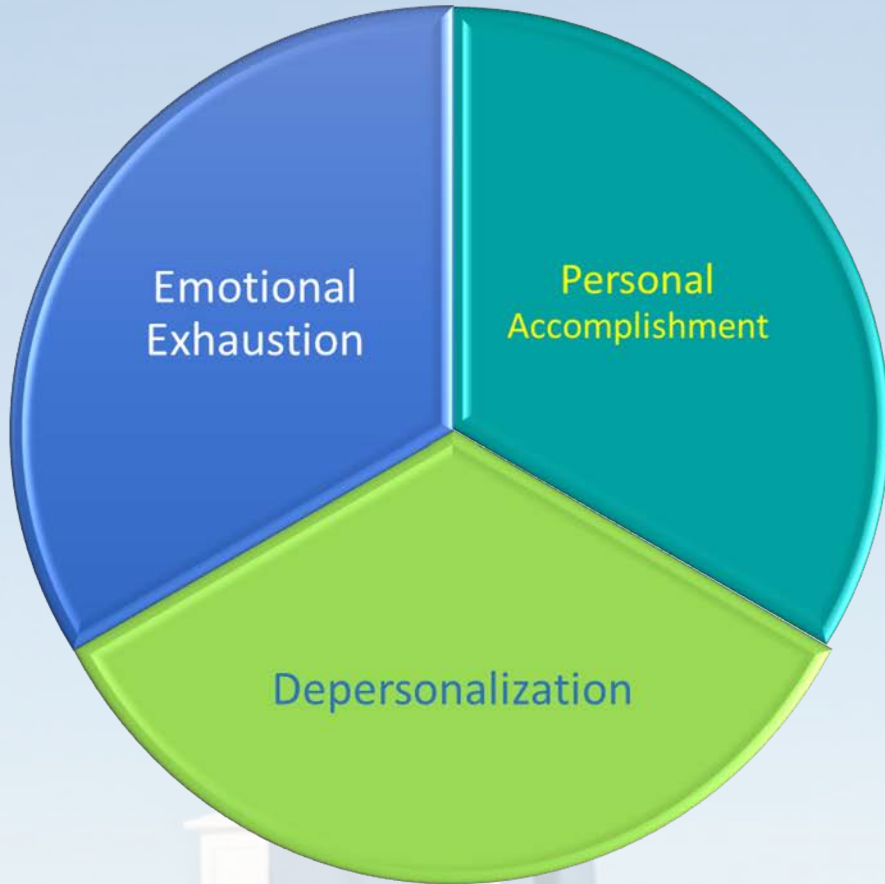 Emotional
Exhaustion
Personal
Accomplishment
Depersonalization